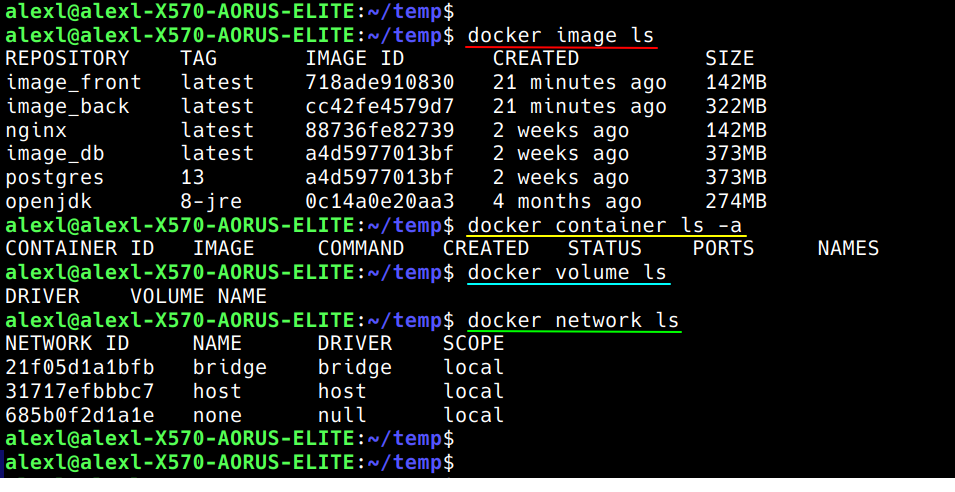 alexl@alexl-X570-AORUS-ELITE:~/temp$
alexl@alexl-X570-AORUS-ELITE:~/temp$ docker image ls
REPOSITORY    TAG       IMAGE ID       CREATED          SIZE
image_front   latest    718ade910830   21 minutes ago   142MB
image_back    latest    cc42fe4579d7   21 minutes ago   322MB
nginx         latest    88736fe82739   2 weeks ago      142MB
image_db      latest    a4d5977013bf   2 weeks ago      373MB
postgres      13        a4d5977013bf   2 weeks ago      373MB
openjdk       8-jre     0c14a0e20aa3   4 months ago     274MB
alexl@alexl-X570-AORUS-ELITE:~/temp$ docker container ls -a
CONTAINER ID   IMAGE     COMMAND   CREATED   STATUS    PORTS     NAMES
alexl@alexl-X570-AORUS-ELITE:~/temp$ docker volume ls
DRIVER    VOLUME NAME
alexl@alexl-X570-AORUS-ELITE:~/temp$ docker network ls
NETWORK ID     NAME      DRIVER    SCOPE
21f05d1a1bfb   bridge    bridge    local
31717efbbbc7   host      host      local
685b0f2d1a1e   none      null      local
alexl@alexl-X570-AORUS-ELITE:~/temp$
alexl@alexl-X570-AORUS-ELITE:~/temp$